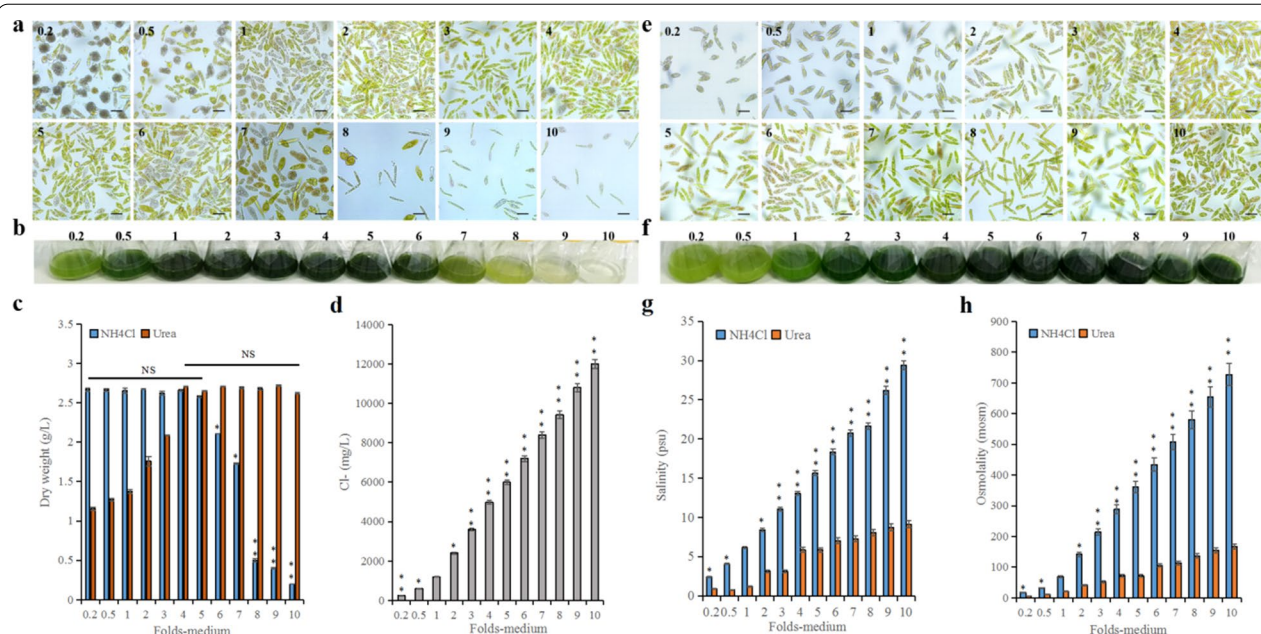 a
0.2 0.5 1 2 3 4
5 6 7 8 9 10
b
0.2 0.5 1 2 3 4 5 6 7 8 9 10
e
0.2 0.5 1 2 3 4
5 6 7 8 9 10
f
0.2 0.5 1 2 3 4 5 6 7 8 9 10
c
NH4Cl Urea
NS
NS
Dry weight (g/L)
3.5
3
2.5
2
1.5
1
0.5
0
* * ** ** **
0.2 0.5 1 2 3 4 5 6 7 8 9 10
Folds-medium
d
Cl- (mg/L)
14000
12000
10000
8000
6000
4000
2000
0
** * * ** ** ** ** ** ** ** **
0.2 0.5 1 2 3 4 5 6 7 8 9 10
Folds-medium
g
NH4Cl Urea
Salinity (psu)
35
30
25
20
15
10
5
0
* * * ** ** ** ** ** ** ** **
0.2 0.5 1 2 3 4 5 6 7 8 9 10
Folds-medium
h
NH4Cl Urea
Osmolality (mosm)
900
800
700
600
500
400
300
200
100
0
* * * ** ** ** ** ** ** ** **
0.2 0.5 1 2 3 4 5 6 7 8 9 10
Folds-medium